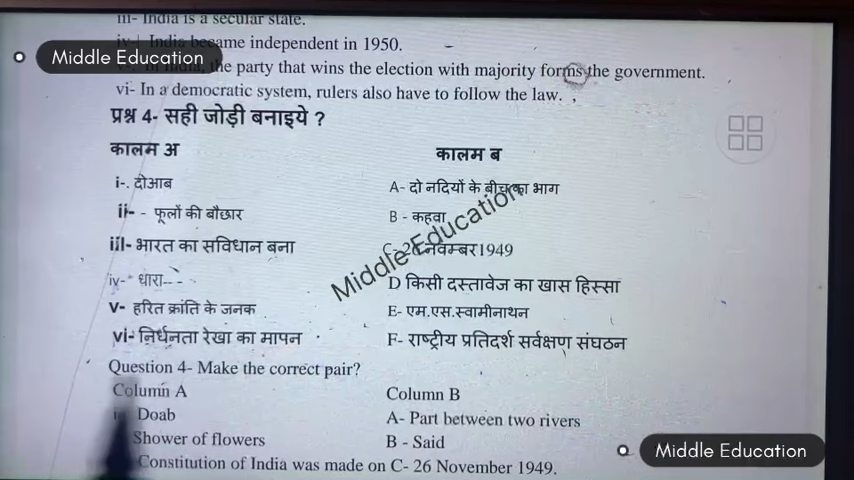 iii- India is a secular state.
iv- India became independent in 1950.
Middle Education
the party that wins the election with majority forms the government.
vi- In a democratic system, rulers also have to follow the law.
प्रश्न 4- सही जोड़ी बनाइये ?
कालम अ
कालम ब
i-. दोआब
A- दो नदियों के बीच का भाग
ii- - फूलों की बौछार
B - कहवा
iii- भारत का सविधान बना
C- 26 नवम्बर1949
Middle Education
iv- धारा--
D किसी दस्तावेज का खास हिस्सा
v- हरित क्रांति के जनक
E- एम.एस.स्वामीनाथन
vi- निर्धनता रेखा का मापन
F- राष्ट्रीय प्रतिदर्श सर्वक्षण संघठन
Question 4- Make the correct pair?
Column A
Column B
Doab
A- Part between two rivers
Shower of flowers
B - Said
Constitution of India was made on C- 26 November 1949.
Middle Education